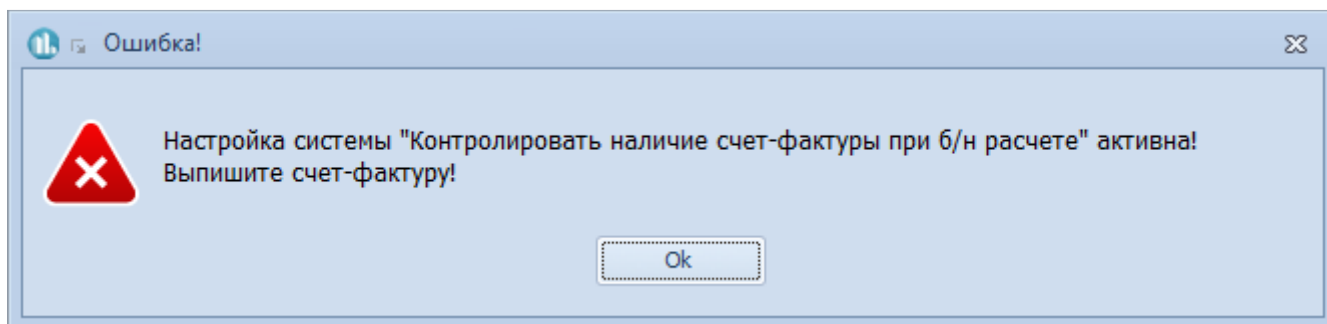 Ошибка!
Настройка системы "Контролировать наличие счет-фактуры при б/н расчете" активна!
Выпишите счет-фактуру!
Ok